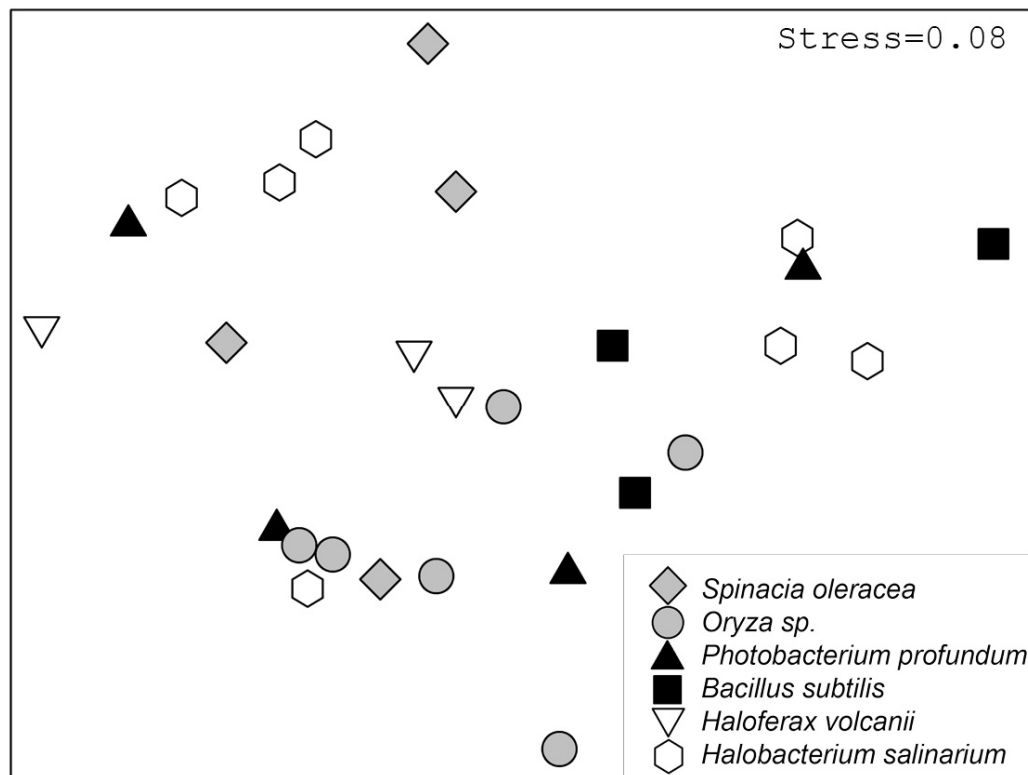 Stress=0.08
Spinacia oleracea
Oryza sp.
Photobacterium profundum
Bacillus subtilis
Haloferax volcanii
Halobacterium salinarium